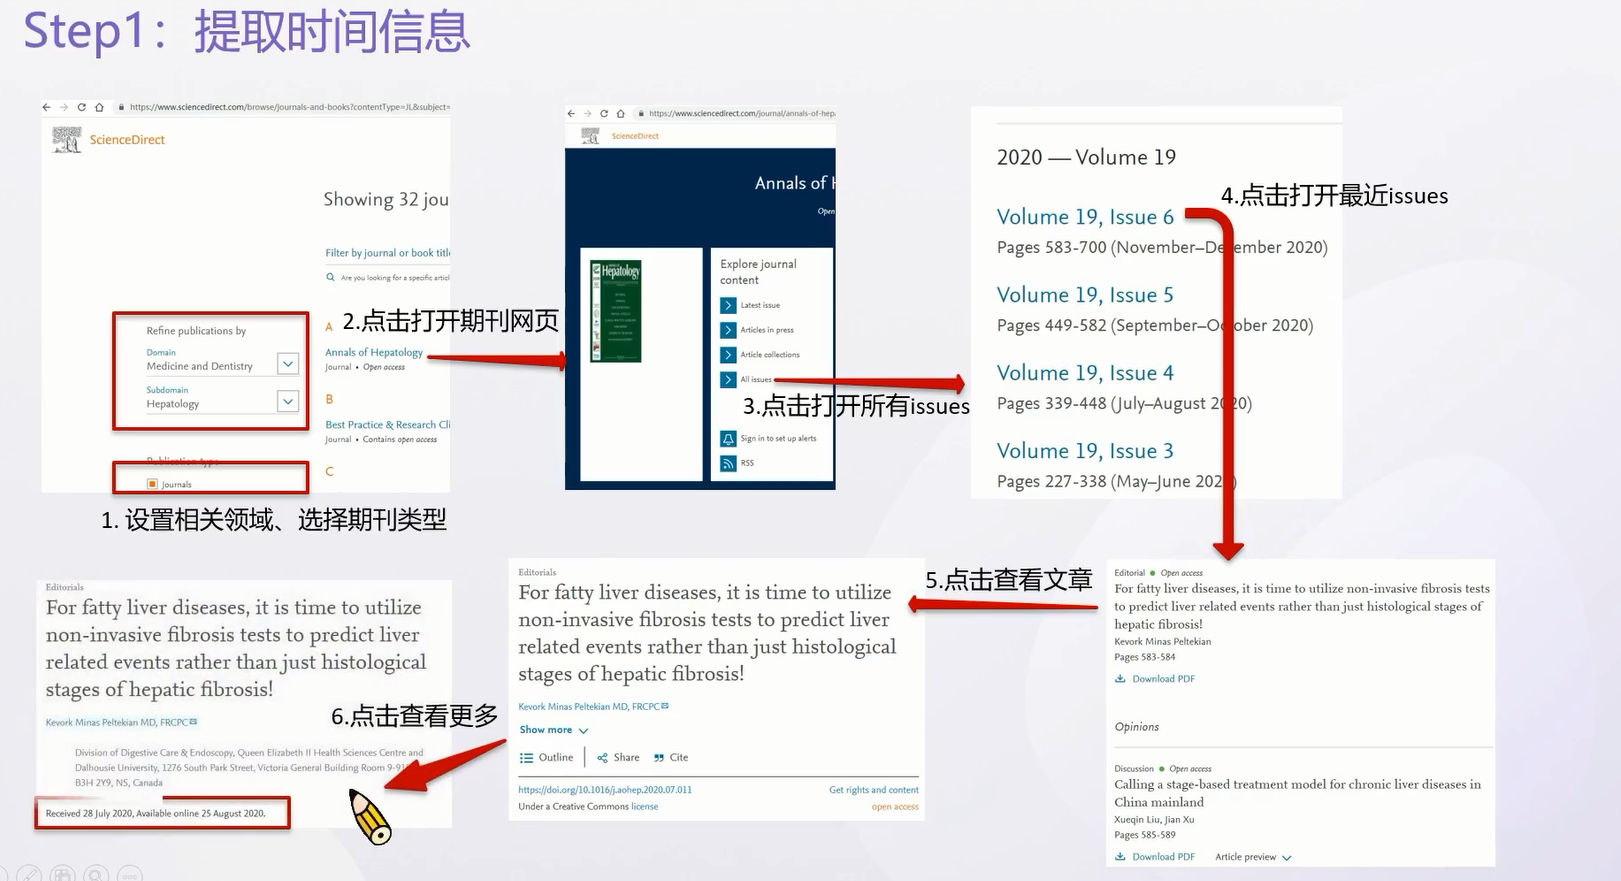 Step1：提取时间信息
https://www.sciencedirect.com/browse/journals-and-books?contentType=JL&subject=
ScienceDirect
Showing 32 jou
Filter by journal or book title
Are you looking for a specific articl
Refine publications by
Domain
Medicine and Dentistry
Subdomain
Hepatology
Publication type
Journals
A
Annals of Hepatology
Journal • Open access
B
Best Practice & Research Cli
Journal • Contains open access
C
1. 设置相关领域、选择期刊类型
2.点击打开期刊网页
https://www.sciencedirect.com/journal/annals-of-hepa
ScienceDirect
Annals of H
Open
Hepatology
Explore journal
content
Latest issue
Articles in press
Article collections
All issues
Sign in to set up alerts
RSS
3.点击打开所有issues
2020 — Volume 19
Volume 19, Issue 6
Pages 583-700 (November–December 2020)
Volume 19, Issue 5
Pages 449-582 (September–October 2020)
Volume 19, Issue 4
Pages 339-448 (July–August 2020)
Volume 19, Issue 3
Pages 227-338 (May–June 2020)
4.点击打开最近issues
Editorial • Open access
For fatty liver diseases, it is time to utilize non-invasive fibrosis tests
to predict liver related events rather than just histological stages of
hepatic fibrosis!
Kevork Minas Peltekian
Pages 583-584
Download PDF
Opinions
Discussion • Open access
Calling a stage-based treatment model for chronic liver diseases in
China mainland
Xueqin Liu, Jian Xu
Pages 585-589
Download PDF Article preview
5.点击查看文章
Editorials
For fatty liver diseases, it is time to utilize
non-invasive fibrosis tests to predict liver
related events rather than just histological
stages of hepatic fibrosis!
Kevork Minas Peltekian MD, FRCPC
Show more
Outline Share Cite
https://doi.org/10.1016/j.aohep.2020.07.011 Get rights and content
Under a Creative Commons license open access
6.点击查看更多
Editorials
For fatty liver diseases, it is time to utilize
non-invasive fibrosis tests to predict liver
related events rather than just histological
stages of hepatic fibrosis!
Kevork Minas Peltekian MD, FRCPC
Division of Digestive Care & Endoscopy, Queen Elizabeth II Health Sciences Centre and
Dalhousie University, 1276 South Park Street, Victoria General Building Room
B3H 2Y9, NS, Canada
Received 28 July 2020, Available online 25 August 2020.